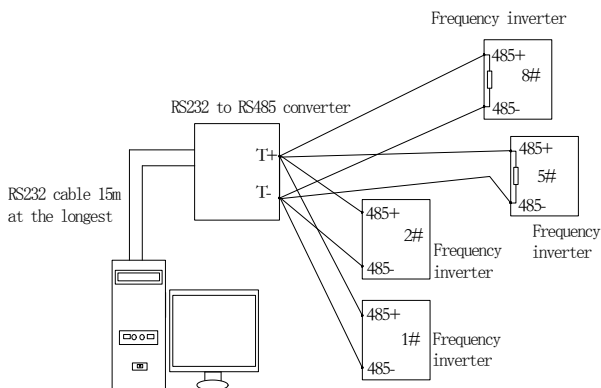 Frequency inverter
485+
8#
485-
RS232 to RS485 converter
T+
T-
485+
5#
485-
RS232 cable 15m
at the longest
485+
2#
485-
Frequency
inverter
Frequency
inverter
485+
1#
485-
Frequency
inverter